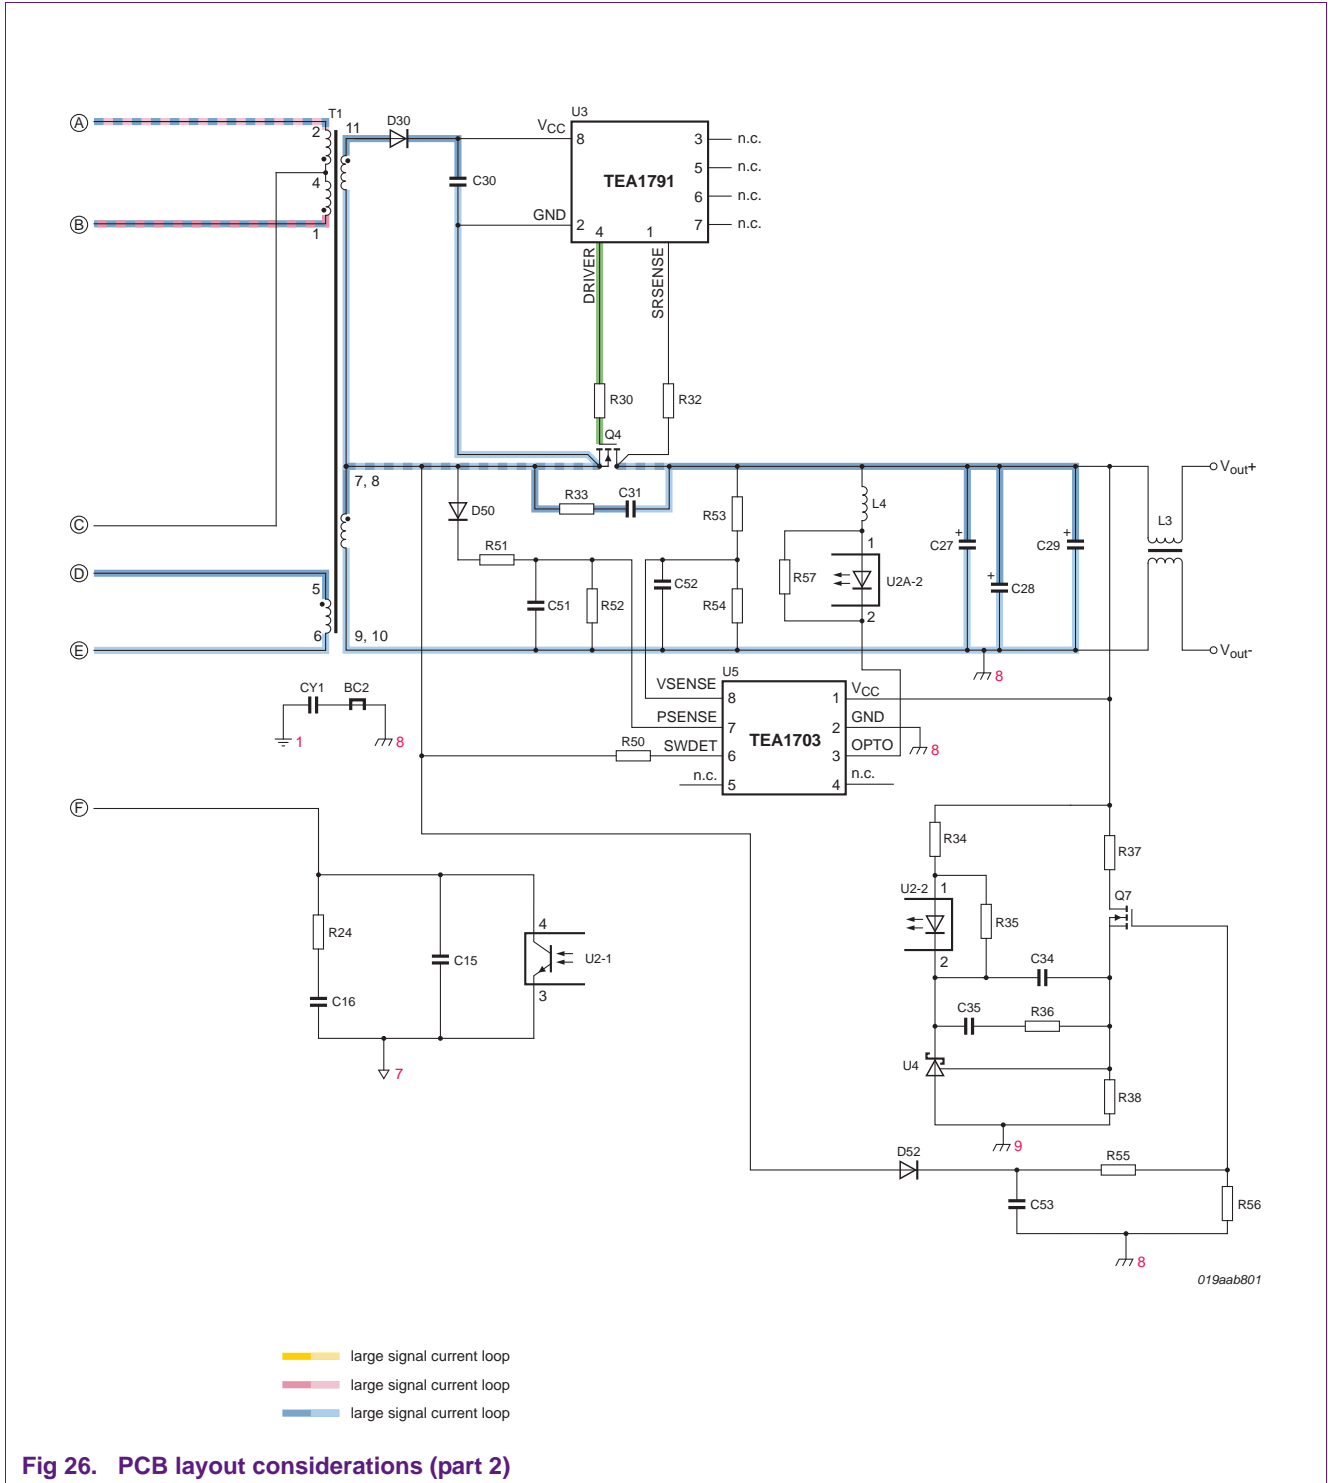 A
T1
2
11
D30
VCC
U3
8
3
n.c.
5
n.c.
TEA1791
6
n.c.
7
n.c.
4
C30
GND
2
4
1
B
1
DRIVER
SRSENSE
R30
R32
Q4
7, 8
R33
C31
Vout+
D50
R53
L4
L3
C
R51
1
C27
+
C29
+
C28
+
R57
U2A-2
2
D
5
C51
R52
C52
R54
6
9, 10
E
Vout-
8
U5
CY1
BC2
VSENSE
8
1
VCC
PSENSE
7
2
GND
TEA1703
R50
SWDET
6
3
OPTO
8
n.c.
5
4
n.c.
1
8
F
R34
R37
U2-2
1
Q7
R35
2
R24
4
C15
U2-1
3
C16
C34
C35
R36
U4
R38
7
9
D52
R55
C53
R56
8
019aab801
large signal current loop
large signal current loop
large signal current loop
Fig 26. PCB layout considerations (part 2)